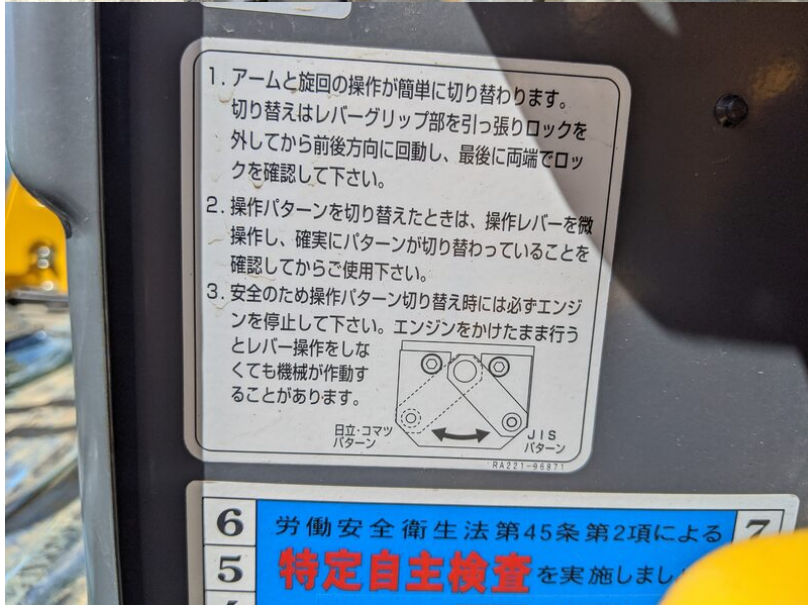 1. アームと旋回の操作が簡単に切り替わります。
切り替えはレバーグリップ部を引っ張りロックを
外してから前後方向に回動し、最後に両端でロッ
クを確認して下さい。
2. 操作パターンを切り替えたときは、操作レバーを微
操作し、確実にパターンが切り替わっていることを
確認してからご使用下さい。
3. 安全のため操作パターン切り替え時には必ずエンジ
ンを停止して下さい。エンジンをかけたまま行う
とレバー操作をしな
くても機械が作動す
ることがあります。
日立・コマツ
パターン
JIS
パターン
RA221-96871
6
労働安全衛生法第45条第2項による
7
5
特定自主検査を実施しまし